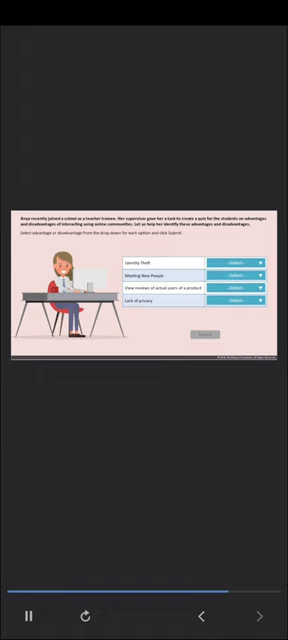 Anya recently joined a school as a teacher trainee. Her supervisor gave her a task to create a quiz for the students on advantages
and disadvantages of interacting using online communities. Let us help her identify these advantages and disadvantages.
Select advantage or disadvantage from the drop down for each option and click Submit.
Identity Theft --Select--
Meeting New People --Select--
View reviews of actual users of a product --Select--
Lack of privacy --Select--